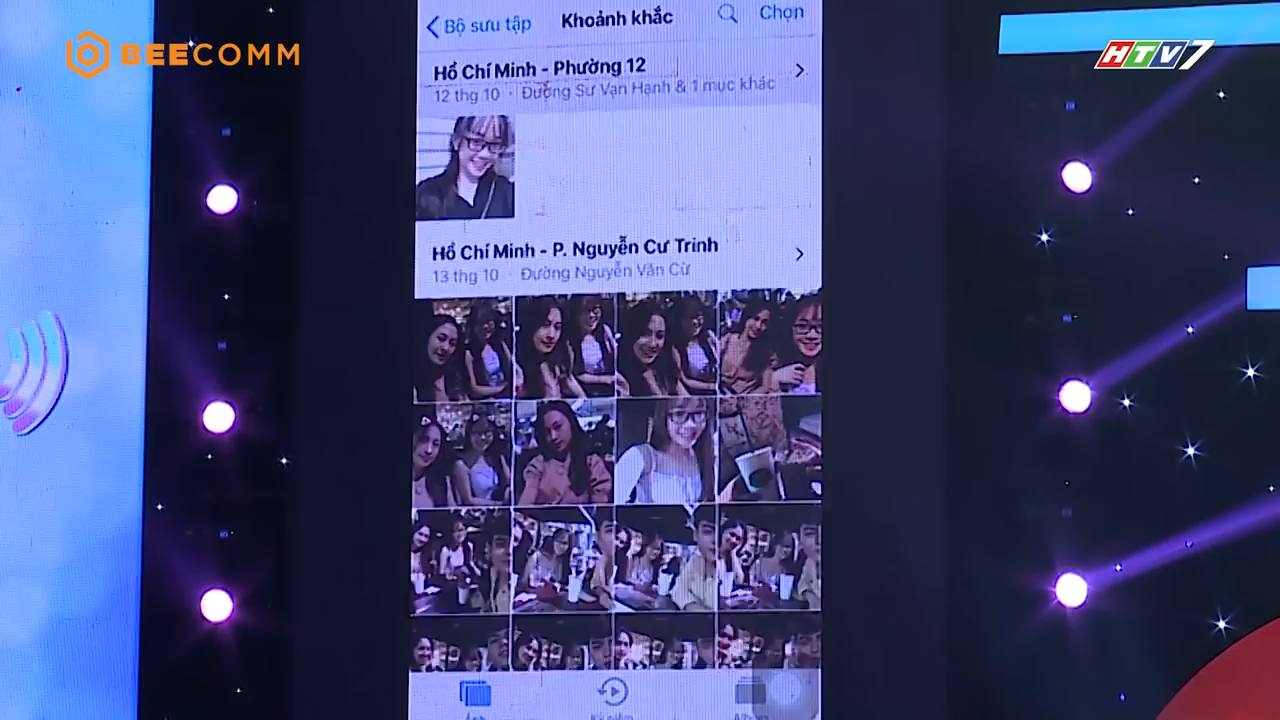 BEECOMM
HTV7
Bộ sưu tập
Khoảnh khắc
Chọn
Hồ Chí Minh - Phường 12
12 thg 10 · Đường Sư Vạn Hạnh & 1 mục khác
Hồ Chí Minh - P. Nguyễn Cư Trinh
13 thg 10 · Đường Nguyễn Văn Cừ